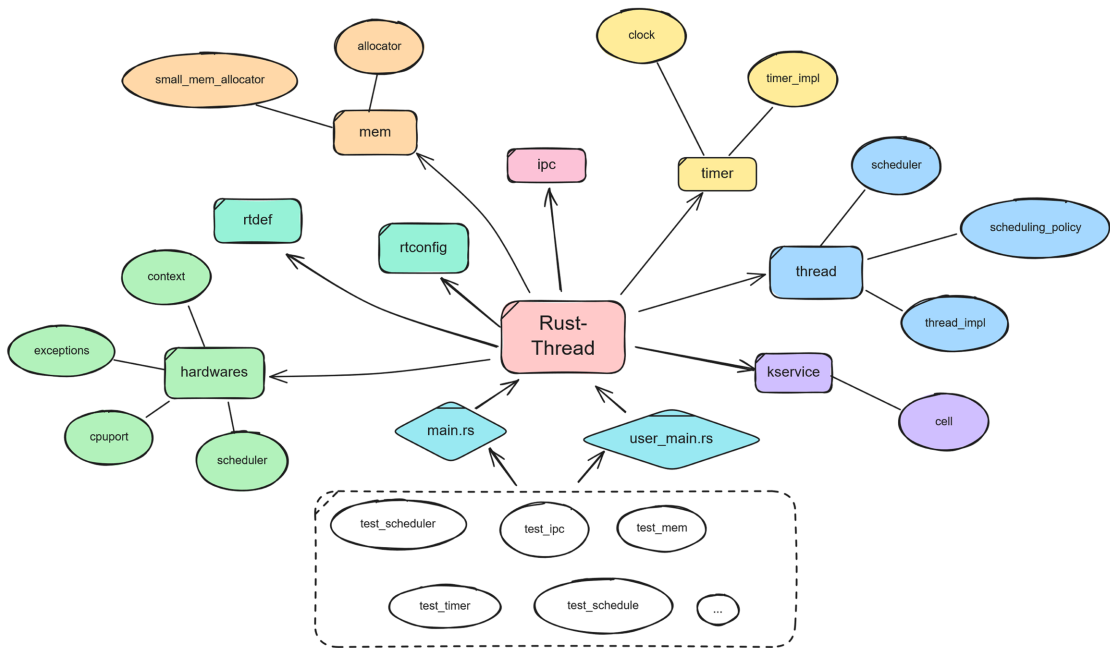 clock
allocator
small_mem_allocator
timer_impl
mem
ipc
timer
scheduler
rtdef
rtconfig
scheduling_policy
context
thread
Rust-
Thread
thread_impl
exceptions
hardwares
kservice
cell
main.rs
user_main.rs
cpuport
scheduler
test_scheduler
test_ipc
test_mem
test_timer
test_schedule
...